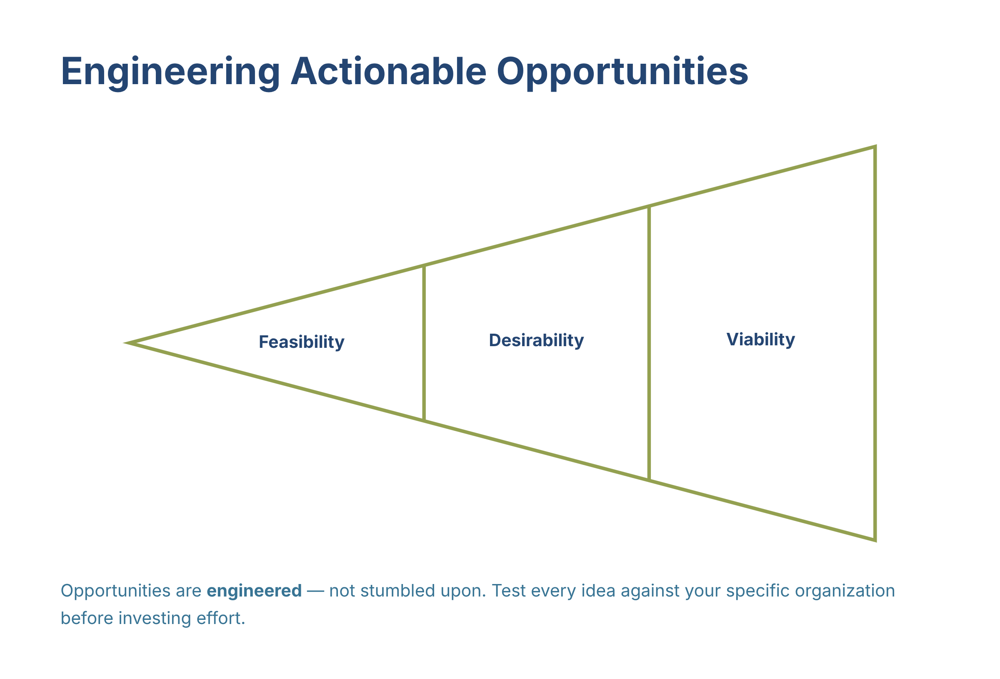 Engineering Actionable Opportunities
Feasibility
Desirability
Viability
Opportunities are engineered — not stumbled upon. Test every idea against your specific organization
before investing effort.